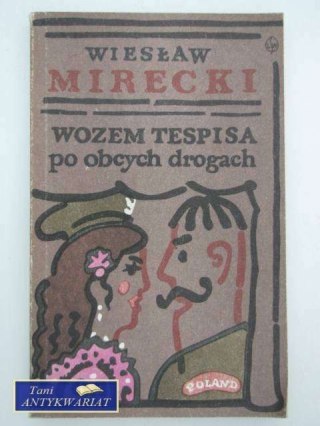 WIESŁAW
MIRECKI
WOZEM TESPISA
po obcych drogach
POLAND
Tani
ANTYKWARIAT